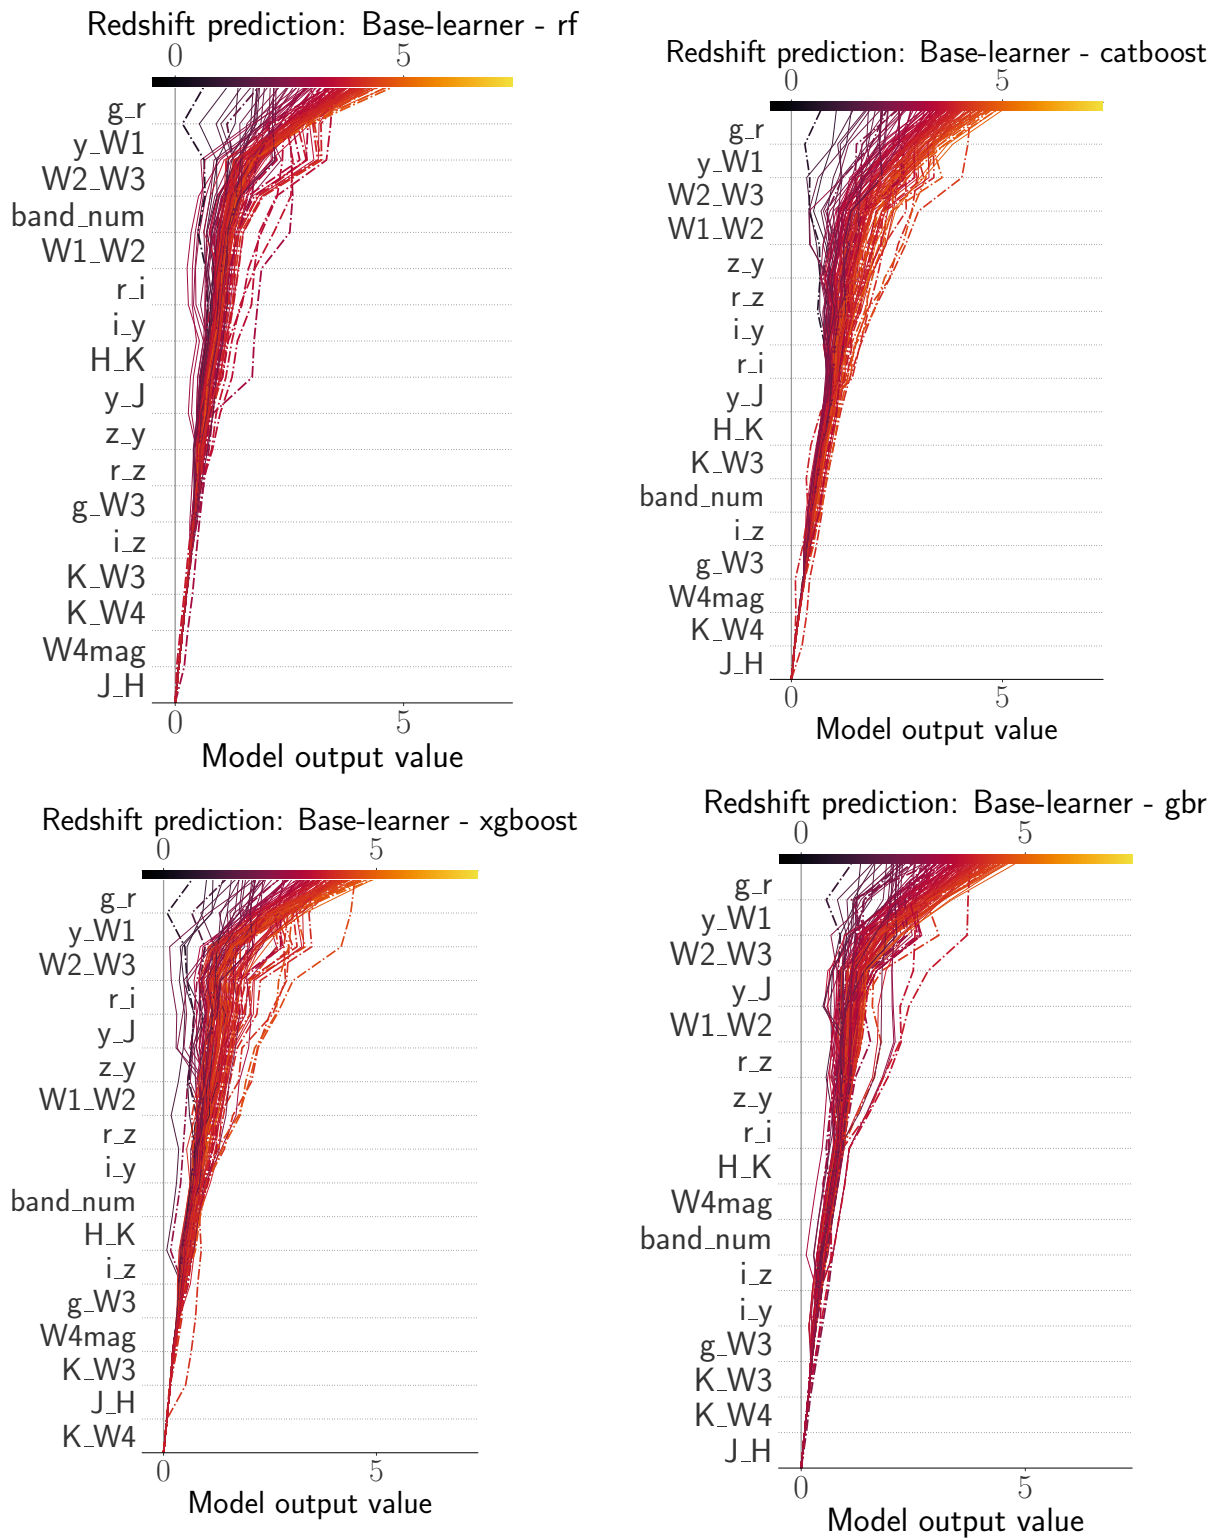 Redshift prediction: Base-learner - rf
0 5
g_r
y_W1
W2_W3
band_num
W1_W2
r_i
i_y
H_K
y_J
z_y
r_z
g_W3
i_z
K_W3
K_W4
W4mag
J_H
0 5
Model output value
Redshift prediction: Base-learner - catboost
0 5
g_r
y_W1
W2_W3
W1_W2
z_y
r_z
i_y
r_i
y_J
H_K
K_W3
band_num
i_z
g_W3
W4mag
K_W4
J_H
0 5
Model output value
Redshift prediction: Base-learner - xgboost
0 5
g_r
y_W1
W2_W3
r_i
y_J
z_y
W1_W2
r_z
i_y
band_num
H_K
i_z
g_W3
W4mag
K_W3
J_H
K_W4
0 5
Model output value
Redshift prediction: Base-learner - gbr
0 5
g_r
y_W1
W2_W3
y_J
W1_W2
r_z
z_y
r_i
H_K
W4mag
band_num
i_z
i_y
g_W3
K_W3
K_W4
J_H
0 5
Model output value